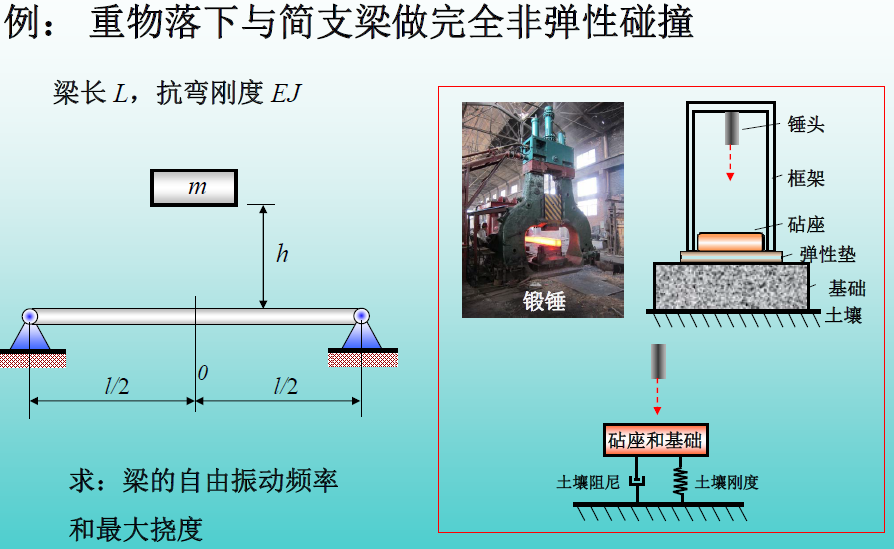 例： 重物落下与简支梁做完全非弹性碰撞
梁长 L，抗弯刚度 EJ
m
h
0
l/2
l/2
求：梁的自由振动频率
和最大挠度
锻锤
锤头
框架
砧座
弹性垫
基础
土壤
砧座和基础
土壤阻尼
土壤刚度